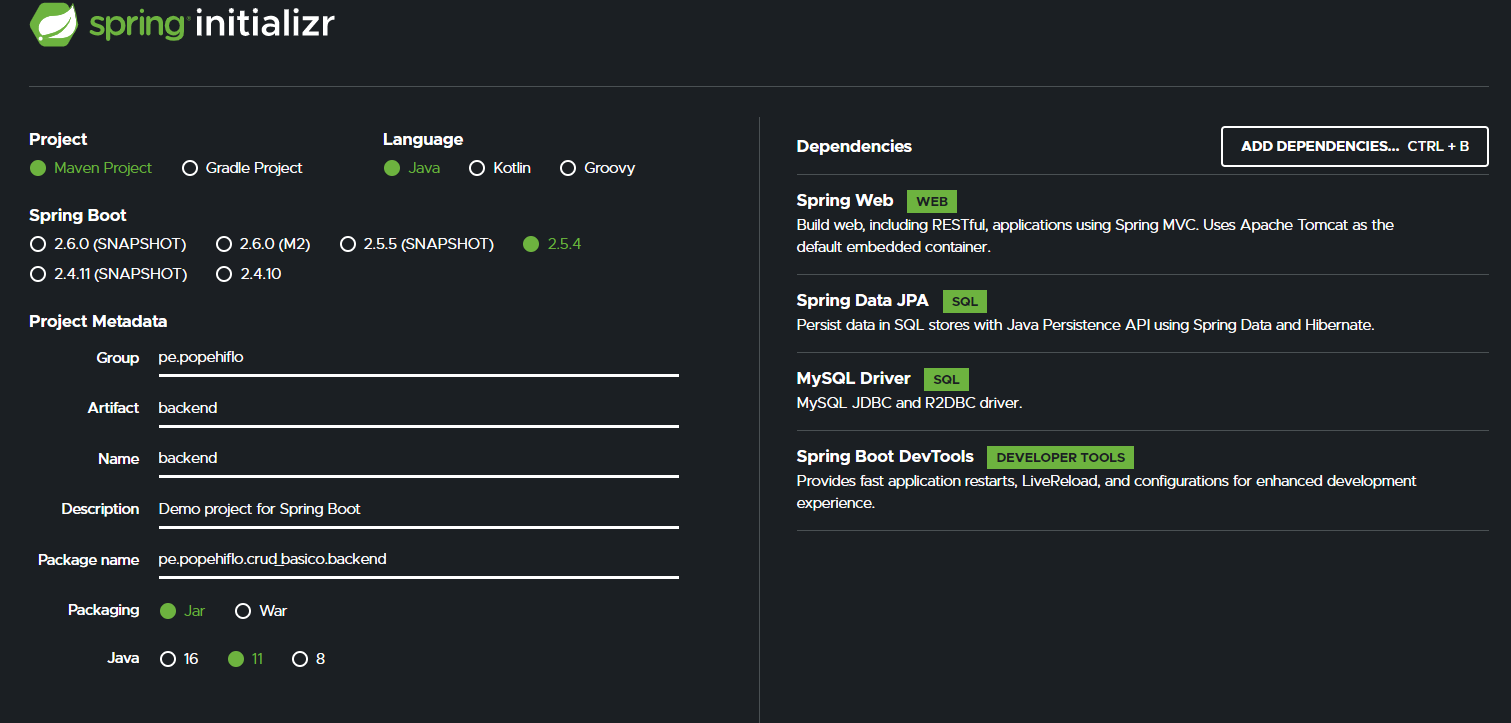 spring initializr
Project
Maven Project Gradle Project
Language
Java Kotlin Groovy
Spring Boot
2.6.0 (SNAPSHOT) 2.6.0 (M2) 2.5.5 (SNAPSHOT) 2.5.4
2.4.11 (SNAPSHOT) 2.4.10
Project Metadata
Group pe.popehiflo
Artifact backend
Name backend
Description Demo project for Spring Boot
Package name pe.popehiflo.crud_basico.backend
Packaging Jar War
Java 16 11 8
Dependencies ADD DEPENDENCIES... CTRL + B
Spring Web WEB
Build web, including RESTful, applications using Spring MVC. Uses Apache Tomcat as the
default embedded container.
Spring Data JPA SQL
Persist data in SQL stores with Java Persistence API using Spring Data and Hibernate.
MySQL Driver SQL
MySQL JDBC and R2DBC driver.
Spring Boot DevTools DEVELOPER TOOLS
Provides fast application restarts, LiveReload, and configurations for enhanced development
experience.